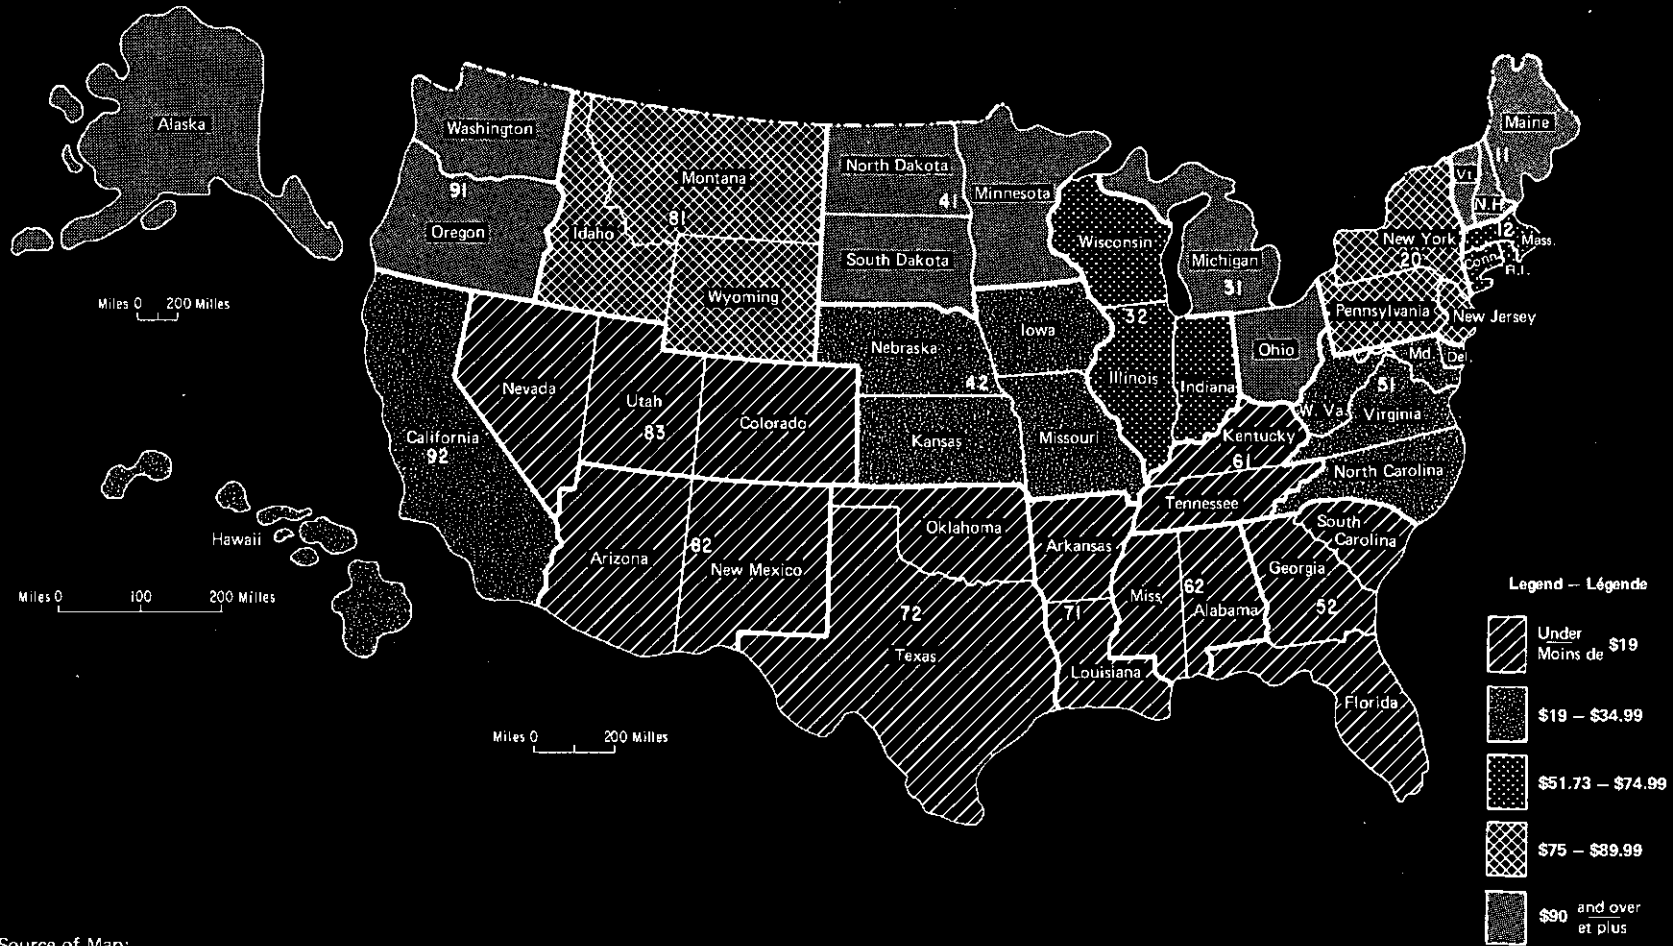 Alaska
Miles 0 200 Milles
Hawaii
Miles 0 100 200 Milles
Washington
91
Oregon
Idaho
81
Montana
Wyoming
North Dakota
41
South Dakota
Minnesota
Wisconsin
Michigan
31
32
Illinois
Indiana
Ohio
Iowa
Nebraska
42
Kansas
Missouri
Nevada
Utah
83
Colorado
California
92
Arizona
82
New Mexico
Oklahoma
72
Texas
Arkansas
71
Louisiana
Miss.
62
Alabama
Kentucky
61
Tennessee
Georgia
52
South
Carolina
Florida
North Carolina
W. Va.
51
Virginia
Md.
Del.
Pennsylvania
New Jersey
New York
20
Vt.
N.H.
11
Maine
12
Mass.
Conn.
R.I.
Miles 0 200 Milles
Legend – Légende
Under
Moins de $19
$19 – $34.99
$51.73 – $74.99
$75 – $89.99
$90 and over
et plus
Source of Map: